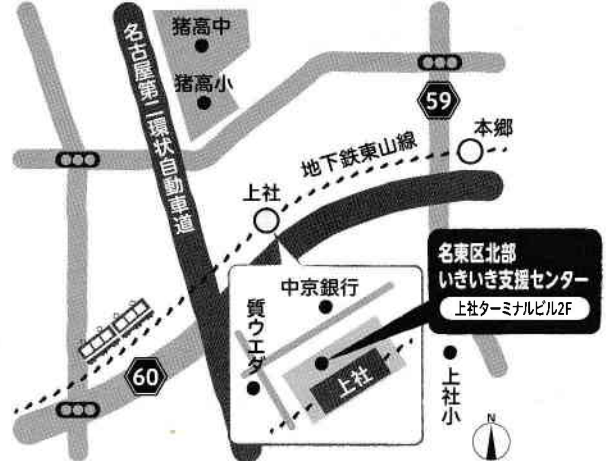 猪高中
猪高小
名古屋第二環状自動車道
59
本郷
地下鉄東山線
上社
名東区北部
いきいき支援センター
上社ターミナルビル2F
中京銀行
質ウエダ
上社
60
上社小
N